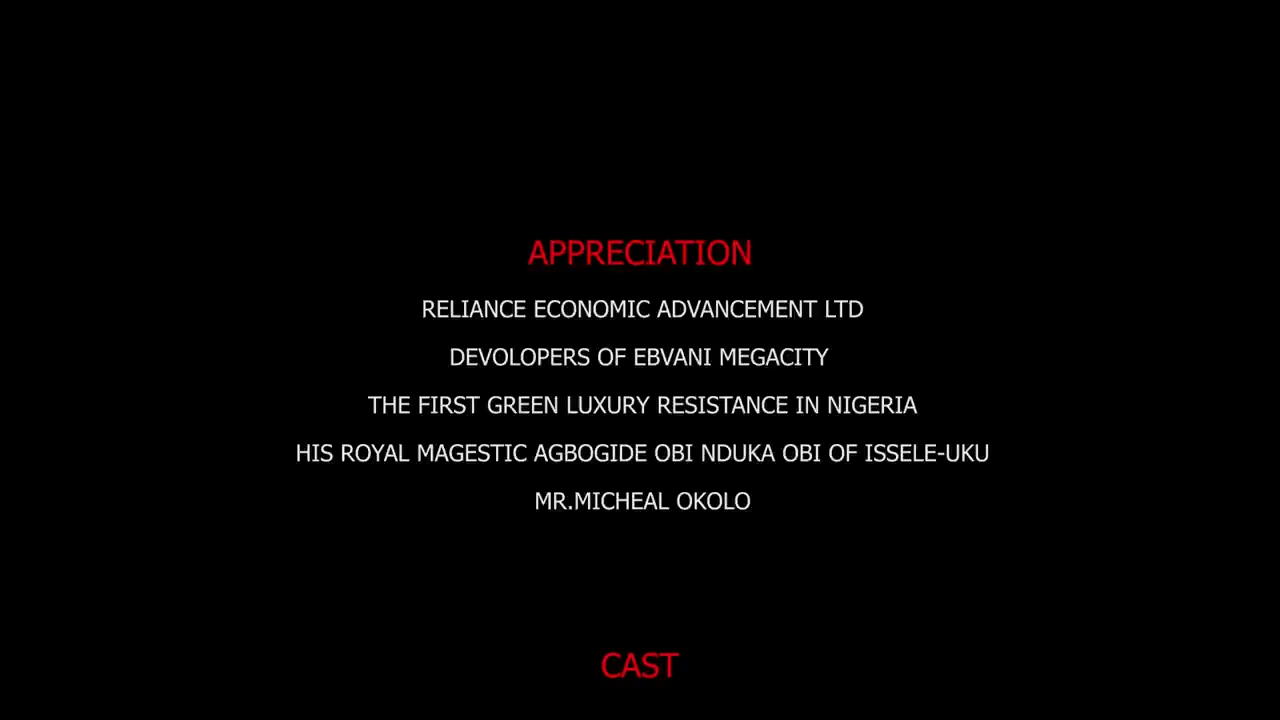 APPRECIATION
RELIANCE ECONOMIC ADVANCEMENT LTD
DEVOLOPERS OF EBVANI MEGACITY
THE FIRST GREEN LUXURY RESISTANCE IN NIGERIA
HIS ROYAL MAGESTIC AGBOGIDE OBI NDUKA OBI OF ISSELE-UKU
MR.MICHEAL OKOLO
CAST